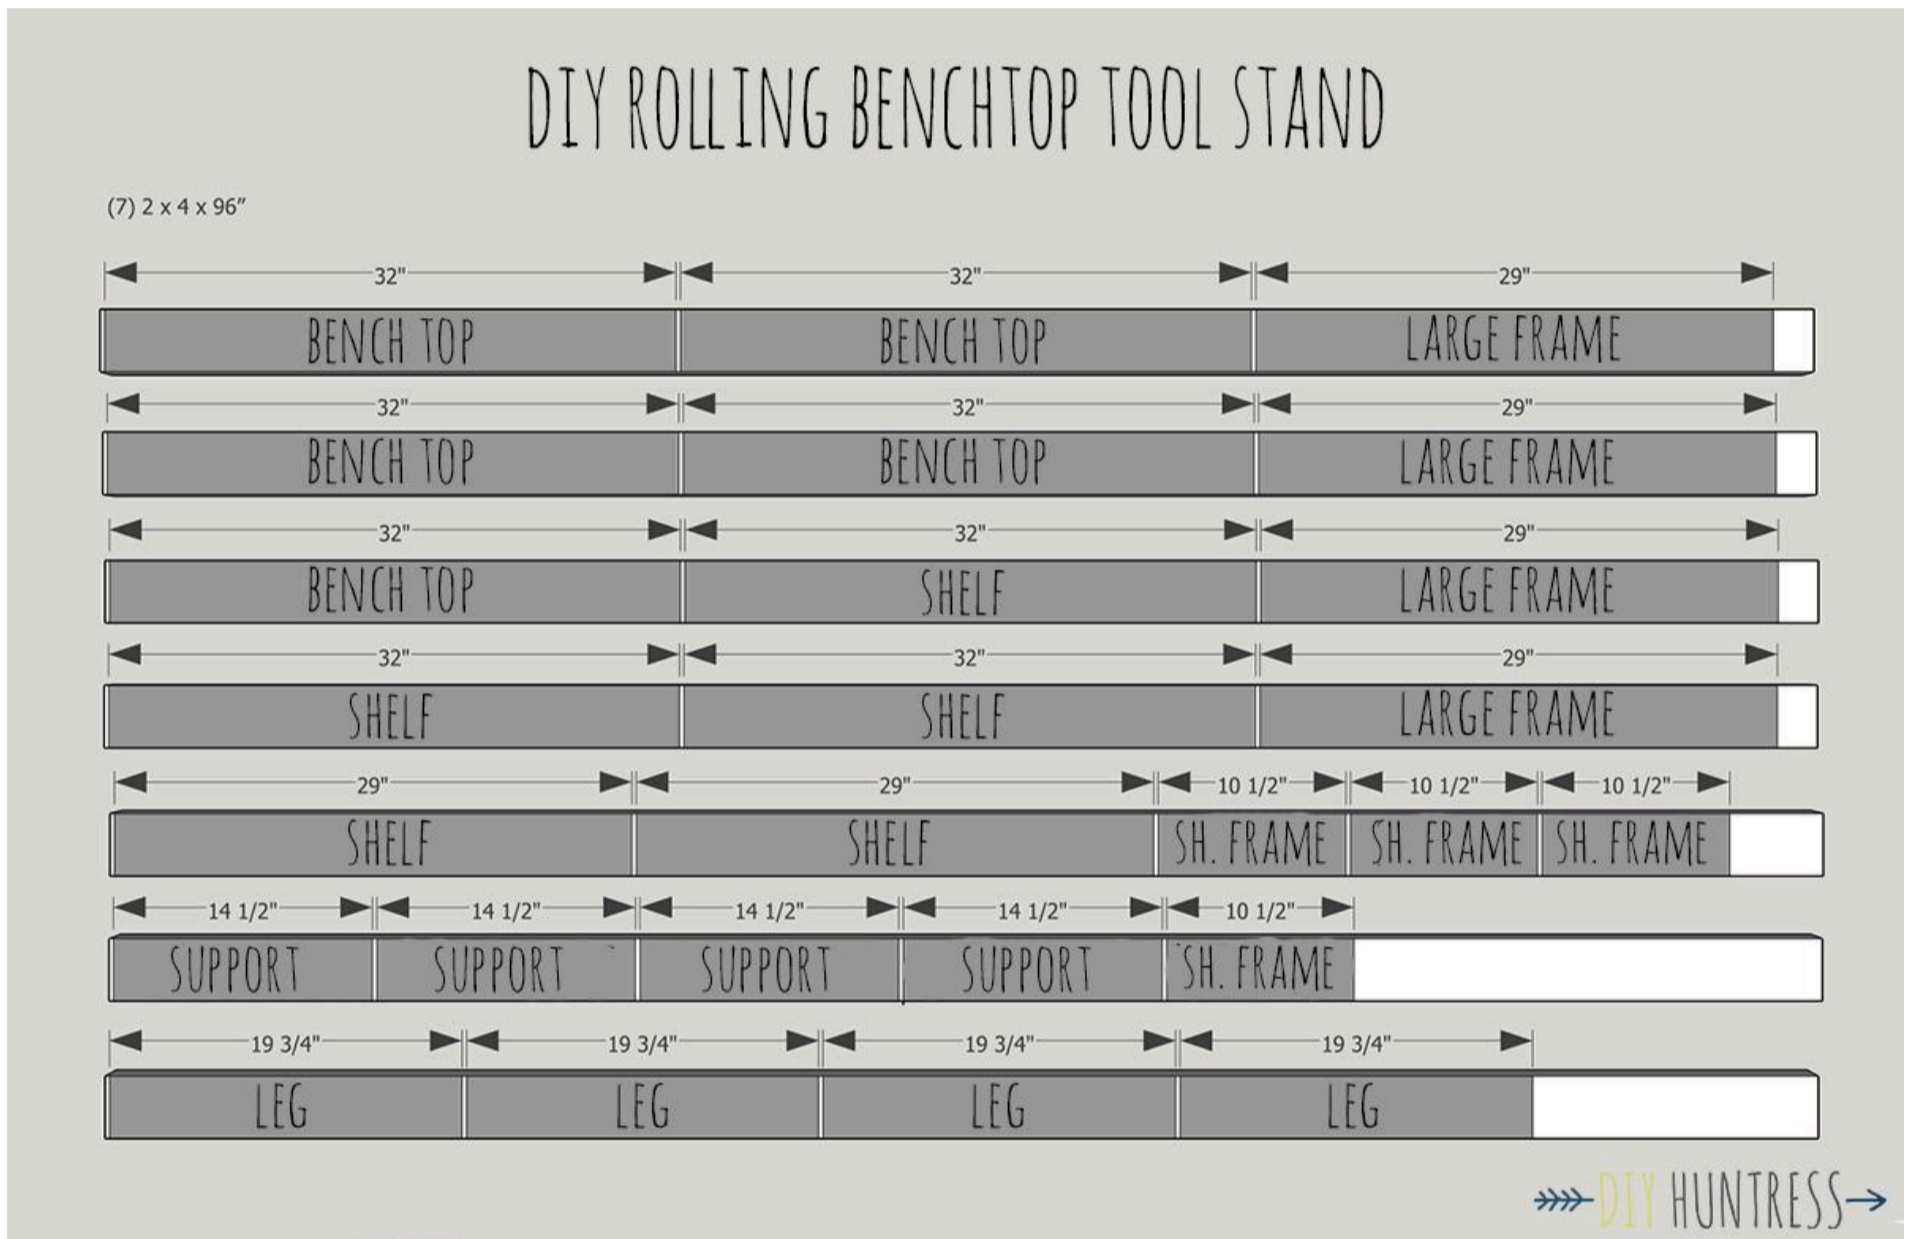 DIY ROLLING BENCHTOP TOOL STAND
(7) 2 x 4 x 96”
32" 32" 29"
BENCH TOP BENCH TOP LARGE FRAME
32" 32" 29"
BENCH TOP BENCH TOP LARGE FRAME
32" 32" 29"
BENCH TOP SHELF LARGE FRAME
32" 32" 29"
SHELF SHELF LARGE FRAME
29" 29" 10 1/2" 10 1/2" 10 1/2"
SHELF SHELF SH. FRAME SH. FRAME SH. FRAME
14 1/2" 14 1/2" 14 1/2" 14 1/2" 10 1/2"
SUPPORT SUPPORT SUPPORT SUPPORT SH. FRAME
19 3/4" 19 3/4" 19 3/4" 19 3/4"
LEG LEG LEG LEG
DIY HUNTRESS